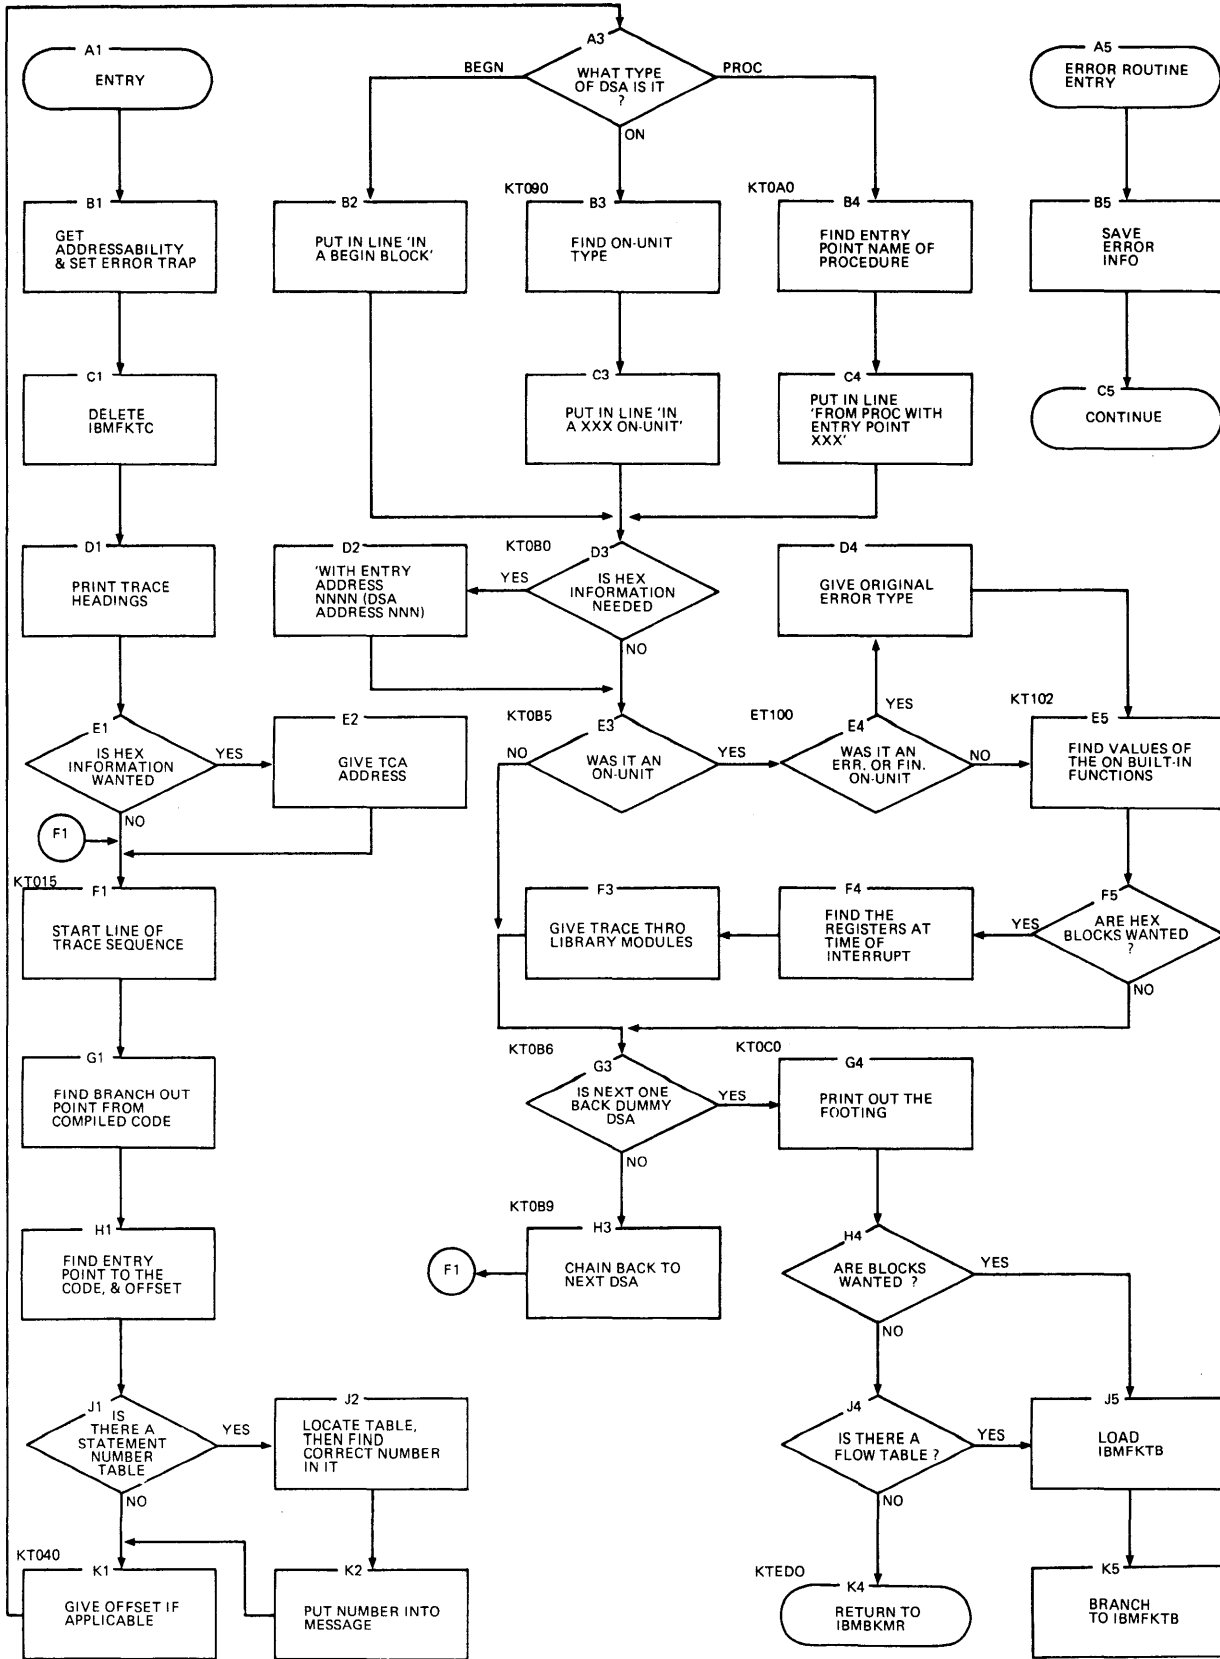 A1
ENTRY
A3
WHAT TYPE
OF DSA IS IT
?
BEGN
PROC
ON
A5
ERROR ROUTINE
ENTRY
B1
GET
ADDRESSABILITY
& SET ERROR TRAP
B2
PUT IN LINE 'IN
A BEGIN BLOCK'
KT090
B3
FIND ON-UNIT
TYPE
KT0A0
B4
FIND ENTRY
POINT NAME OF
PROCEDURE
B5
SAVE
ERROR
INFO
C1
DELETE
IBMFKTC
C3
PUT IN LINE 'IN
A XXX ON-UNIT'
C4
PUT IN LINE
'FROM PROC WITH
ENTRY POINT
XXX'
C5
CONTINUE
D1
PRINT TRACE
HEADINGS
D2
'WITH ENTRY
ADDRESS
NNNN (DSA
ADDRESS NNN)
KT0B0
D3
IS HEX
INFORMATION
NEEDED
YES
NO
D4
GIVE ORIGINAL
ERROR TYPE
E1
IS HEX
INFORMATION
WANTED
YES
NO
E2
GIVE TCA
ADDRESS
KT0B5
E3
WAS IT AN
ON-UNIT
NO
YES
ET100
E4
WAS IT AN
ERR. OR FIN.
ON-UNIT
YES
NO
KT102
E5
FIND VALUES OF
THE ON BUILT-IN
FUNCTIONS
F1
KT015
F1
START LINE OF
TRACE SEQUENCE
F3
GIVE TRACE THRO
LIBRARY MODULES
F4
FIND THE
REGISTERS AT
TIME OF
INTERRUPT
F5
ARE HEX
BLOCKS WANTED
?
YES
NO
G1
FIND BRANCH OUT
POINT FROM
COMPILED CODE
KT0B6
G3
IS NEXT ONE
BACK DUMMY
DSA
YES
NO
KT0C0
G4
PRINT OUT THE
FOOTING
H1
FIND ENTRY
POINT TO THE
CODE, & OFFSET
KT0B9
H3
CHAIN BACK TO
NEXT DSA
F1
H4
ARE BLOCKS
WANTED ?
YES
NO
J1
IS
THERE A
STATEMENT
NUMBER
TABLE
YES
NO
J2
LOCATE TABLE,
THEN FIND
CORRECT NUMBER
IN IT
J4
IS THERE A
FLOW TABLE ?
YES
NO
J5
LOAD
IBMFKTB
KT040
K1
GIVE OFFSET IF
APPLICABLE
K2
PUT NUMBER INTO
MESSAGE
KTEDO
K4
RETURN TO
IBMBKMR
K5
BRANCH
TO IBMFKTB